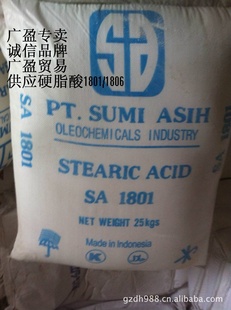 广盈专卖
诚信品牌
广盈贸易
供应硬脂酸1801/1806
SA 1801
PT. SUMI ASIH
OLEOCHEMICALS INDUSTRY
STEARIC ACID
SA 1801
NET WEIGHT 25kgs
Made in Indonesia
gzdh988.cn.alibaba.com